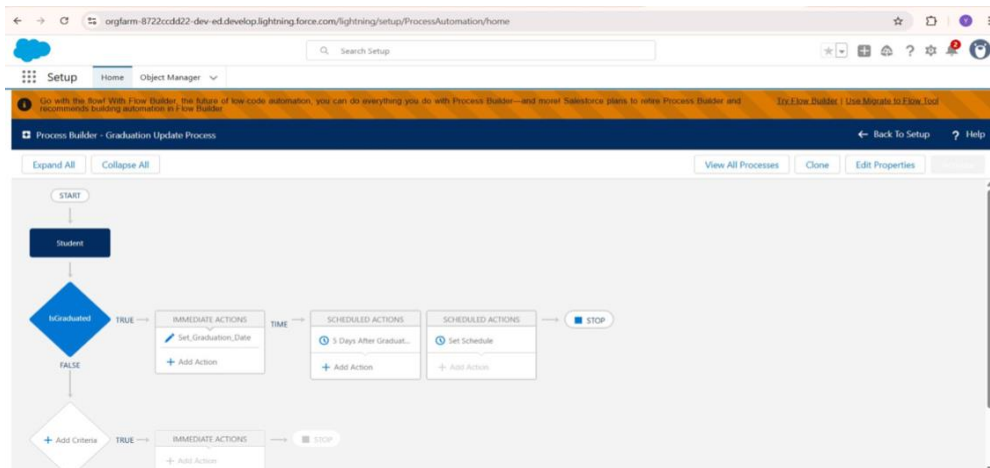 orgfarm-8722ccdd22-dev-ed.develop.lightning.force.com/lightning/setup/ProcessAutomation/home
Search Setup
2
Setup Home Object Manager
Go with the flow! With Flow Builder, the future of low-code automation, you can do everything you do with Process Builder—and more! Salesforce plans to retire Process Builder and
recommends building automation in Flow Builder
Try Flow Builder | Use Migrate to Flow Tool
Process Builder - Graduation Update Process
Back To Setup ? Help
Expand All Collapse All View All Processes Clone Edit Properties
START
Student
IsGraduated TRUE IMMEDIATE ACTIONS TIME SCHEDULED ACTIONS SCHEDULED ACTIONS STOP
Set_Graduation_Date 5 Days After Graduat... Set Schedule
+ Add Action + Add Action + Add Action
FALSE
+ Add Criteria TRUE IMMEDIATE ACTIONS STOP
+ Add Action